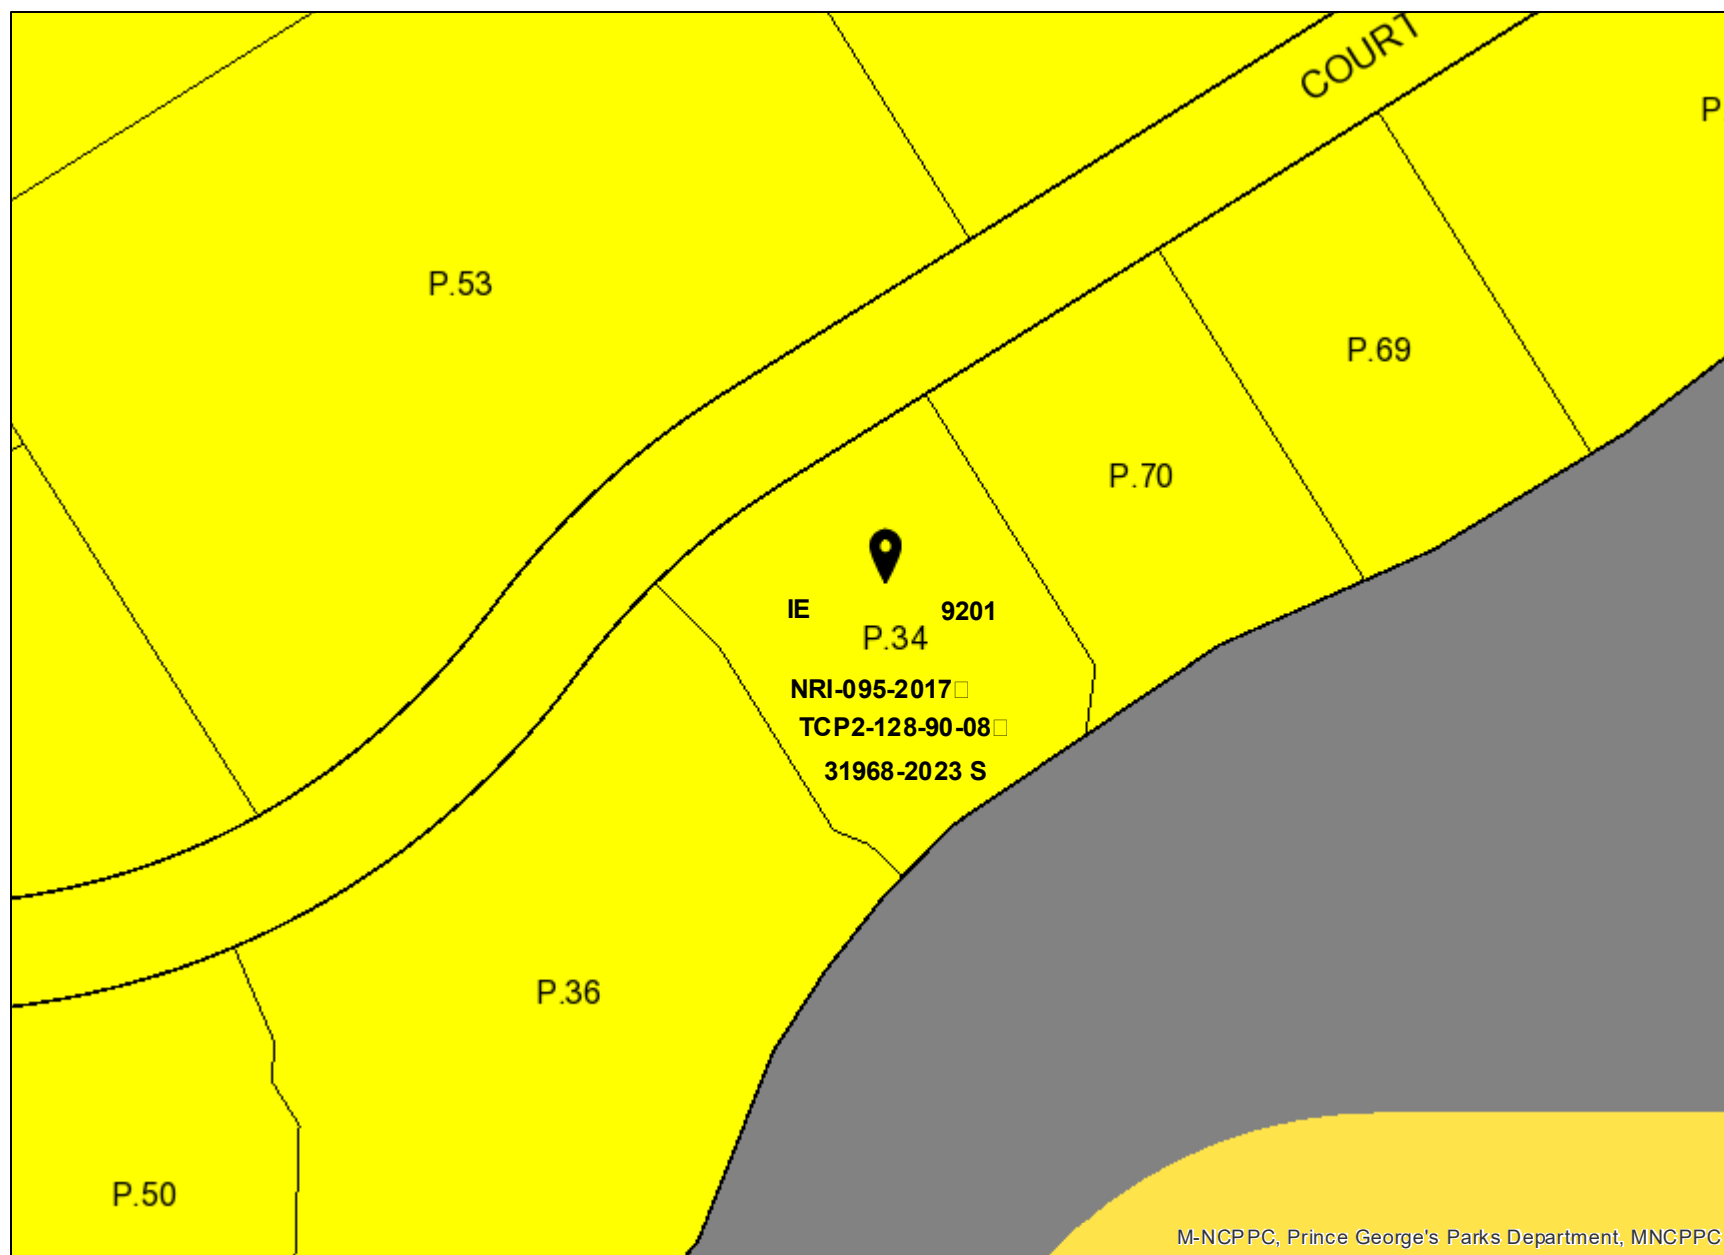 COURT
P
P.53
P.69
P.70
IE 9201
P.34
NRI-095-2017
TCP2-128-90-08
31968-2023 S
P.36
P.50
M-NCPPC, Prince George's Parks Department, MNCPPC